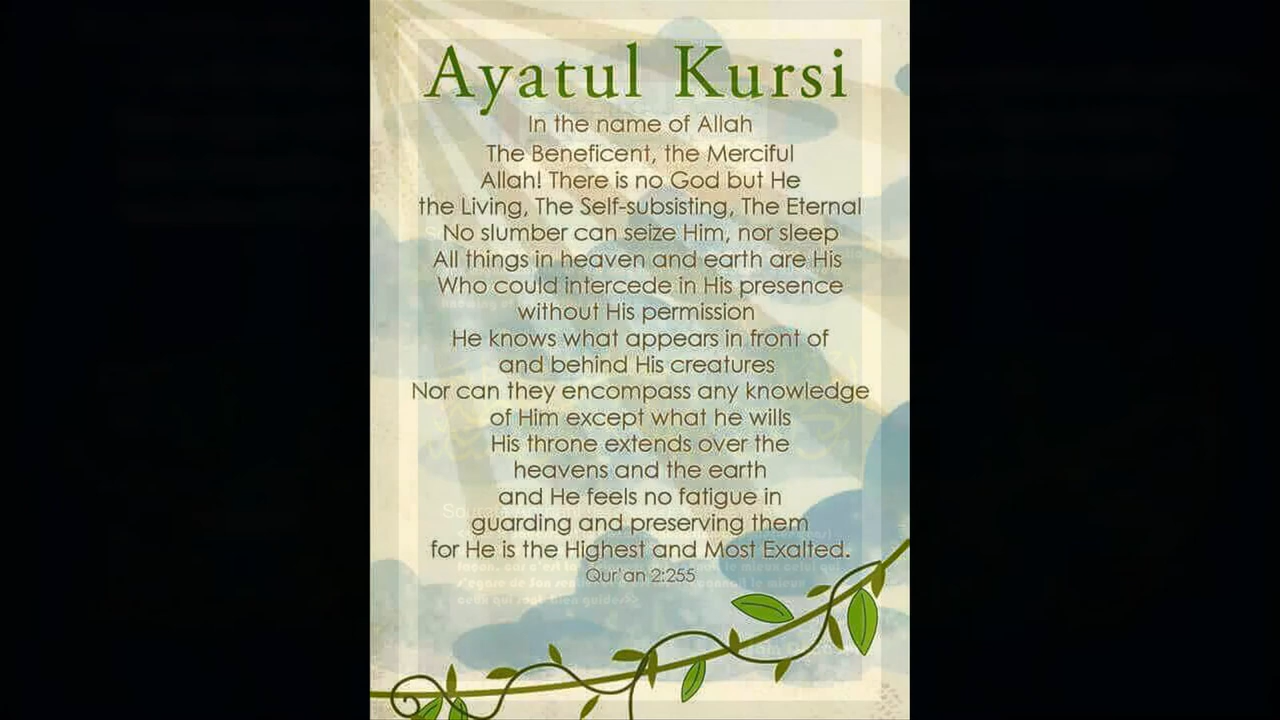 Ayatul Kursi
In the name of Allah
The Beneficent, the Merciful
Allah! There is no God but He
the Living, The Self-subsisting, The Eternal
No slumber can seize Him, nor sleep
All things in heaven and earth are His
Who could intercede in His presence
without His permission
He knows what appears in front of
and behind His creatures
Nor can they encompass any knowledge
of Him except what he wills
His throne extends over the
heavens and the earth
and He feels no fatigue in
guarding and preserving them
for He is the Highest and Most Exalted.
Qur'an 2:255